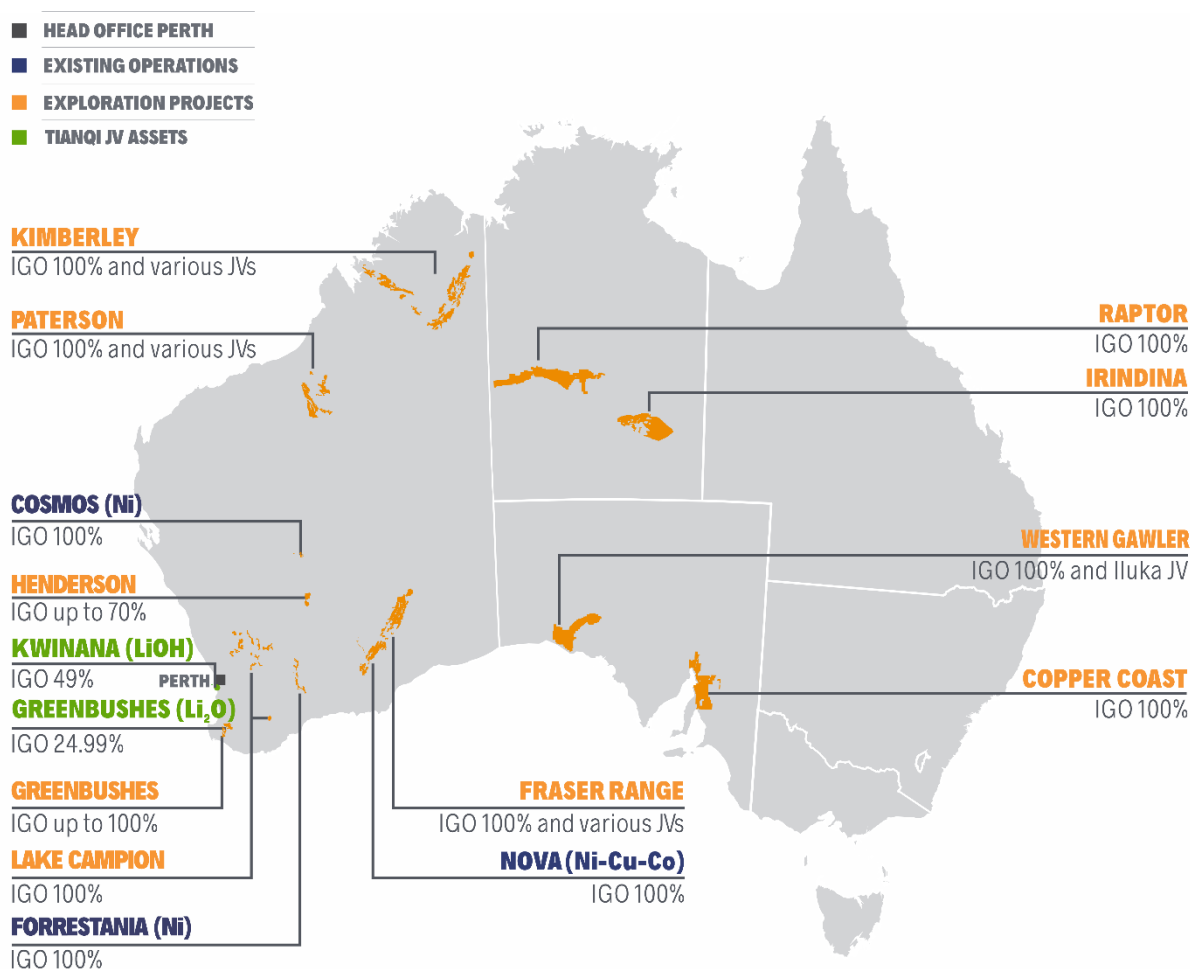 HEAD OFFICE PERTH
EXISTING OPERATIONS
EXPLORATION PROJECTS
TIANQI JV ASSETS
KIMBERLEY
IGO 100% and various JVs
PATERSON
IGO 100% and various JVs
COSMOS (Ni)
IGO 100%
HENDERSON
IGO up to 70%
KWINANA (LiOH)
IGO 49%
PERTH
GREENBUSHES (Li₂O)
IGO 24.99%
GREENBUSHES
IGO up to 100%
LAKE CAMPION
IGO 100%
FORRESTANIA (Ni)
IGO 100%
RAPTOR
IGO 100%
IRINDINA
IGO 100%
WESTERN GAWLER
IGO 100% and Iluka JV
COPPER COAST
IGO 100%
FRASER RANGE
IGO 100% and various JVs
NOVA (Ni-Cu-Co)
IGO 100%